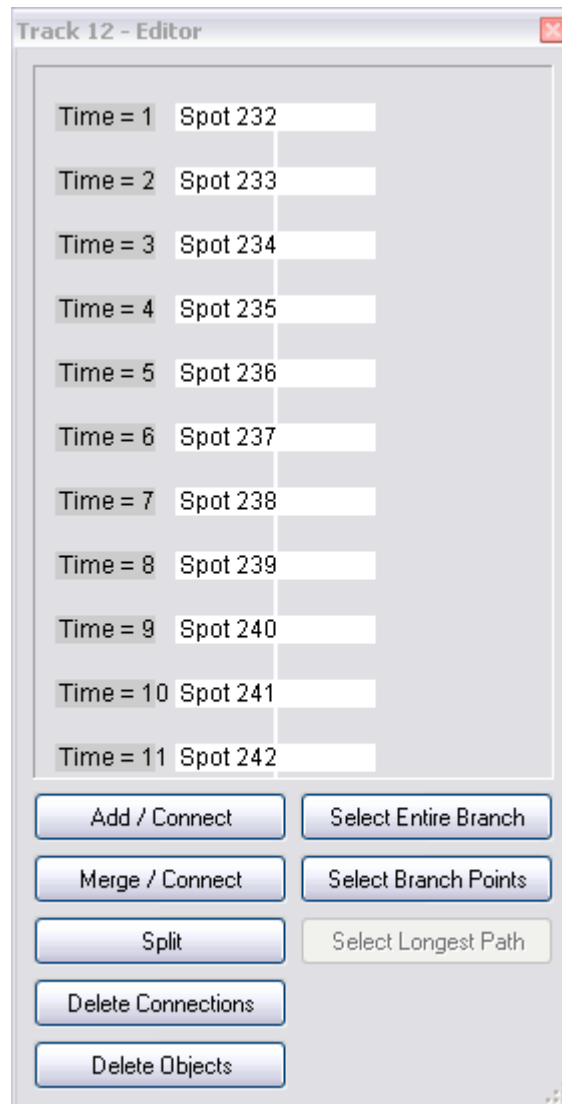 Track 12 - Editor
Time = 1 Spot 232
Time = 2 Spot 233
Time = 3 Spot 234
Time = 4 Spot 235
Time = 5 Spot 236
Time = 6 Spot 237
Time = 7 Spot 238
Time = 8 Spot 239
Time = 9 Spot 240
Time = 10 Spot 241
Time = 11 Spot 242
Add / Connect Select Entire Branch
Merge / Connect Select Branch Points
Split Select Longest Path
Delete Connections
Delete Objects